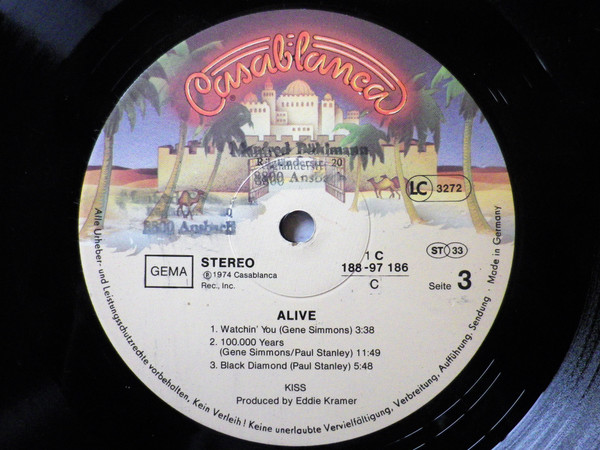 Casablanca
Manfred Bühlmann
8800 Ansbach
8800 Ansbach
LC 3272
GEMA
STEREO
℗ 1974 Casablanca
Rec., Inc.
1 C
188-97 186
C
ST 33
Seite 3
ALIVE
1. Watchin' You (Gene Simmons) 3:38
2. 100.000 Years
(Gene Simmons/Paul Stanley) 11:49
3. Black Diamond (Paul Stanley) 5:48
KISS
Produced by Eddie Kramer
Alle Urheber- und Leistungsschutzrechte vorbehalten, Kein Verleih! Keine unerlaubte Vervielfältigung, Verbreitung, Aufführung, Sendung · Made in Germany